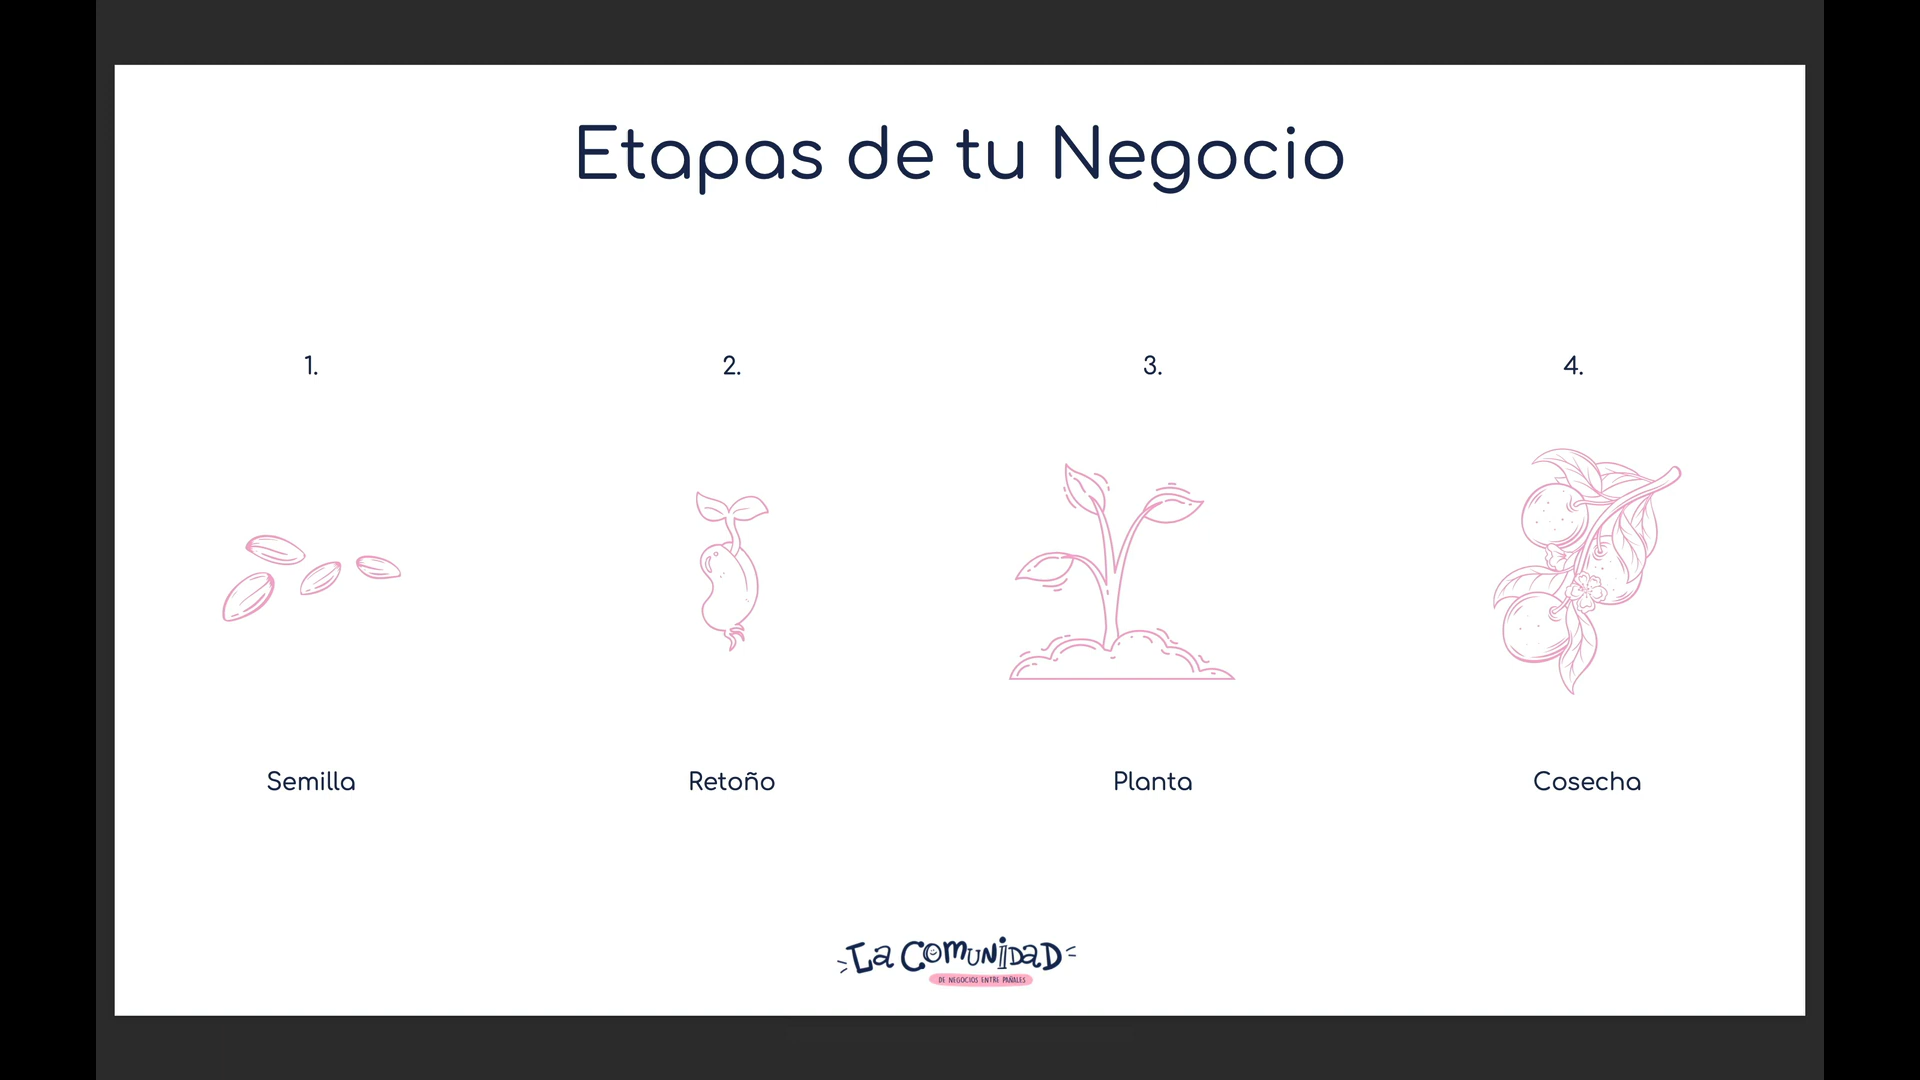 Etapas de tu Negocio
1.
2.
3.
4.
Semilla
Retoño
Planta
Cosecha
La Comunidad
DE NEGOCIOS ENTRE PAÑALES